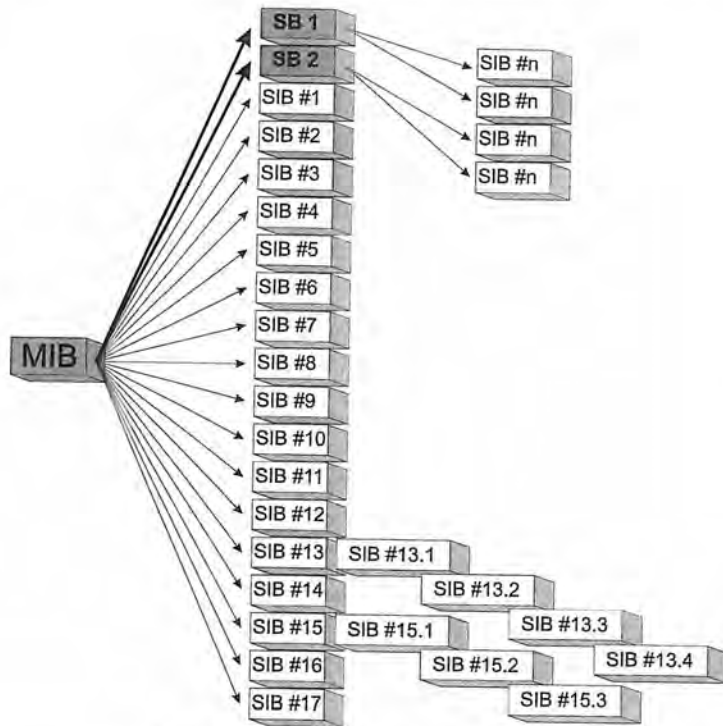 SB 1
SB 2
SIB #n
SIB #n
SIB #n
SIB #n
SIB #1
SIB #2
SIB #3
SIB #4
SIB #5
SIB #6
SIB #7
MIB
SIB #8
SIB #9
SIB #10
SIB #11
SIB #12
SIB #13
SIB #13.1
SIB #14
SIB #13.2
SIB #15
SIB #15.1
SIB #13.3
SIB #16
SIB #15.2
SIB #13.4
SIB #17
SIB #15.3